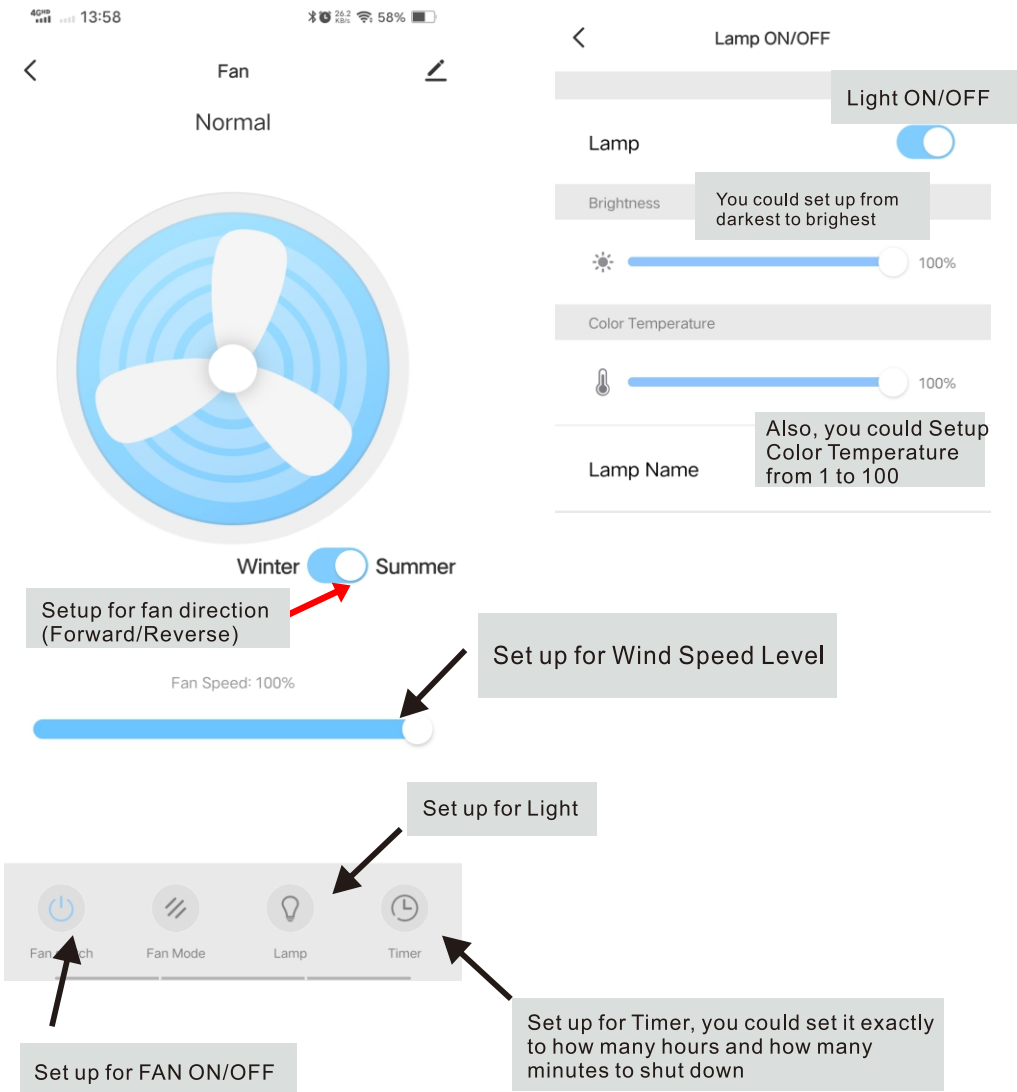 4GHD 13:58 26.2 KB/s 58%
Fan
Normal
Winter Summer
Setup for fan direction
(Forward/Reverse)
Fan Speed: 100%
Set up for Wind Speed Level
Set up for Light
Fan Mode Lamp Timer
Set up for FAN ON/OFF
Set up for Timer, you could set it exactly
to how many hours and how many
minutes to shut down
Lamp ON/OFF
Light ON/OFF
Lamp
Brightness
You could set up from
darkest to brighest
100%
Color Temperature
100%
Also, you could Setup
Color Temperature
from 1 to 100
Lamp Name